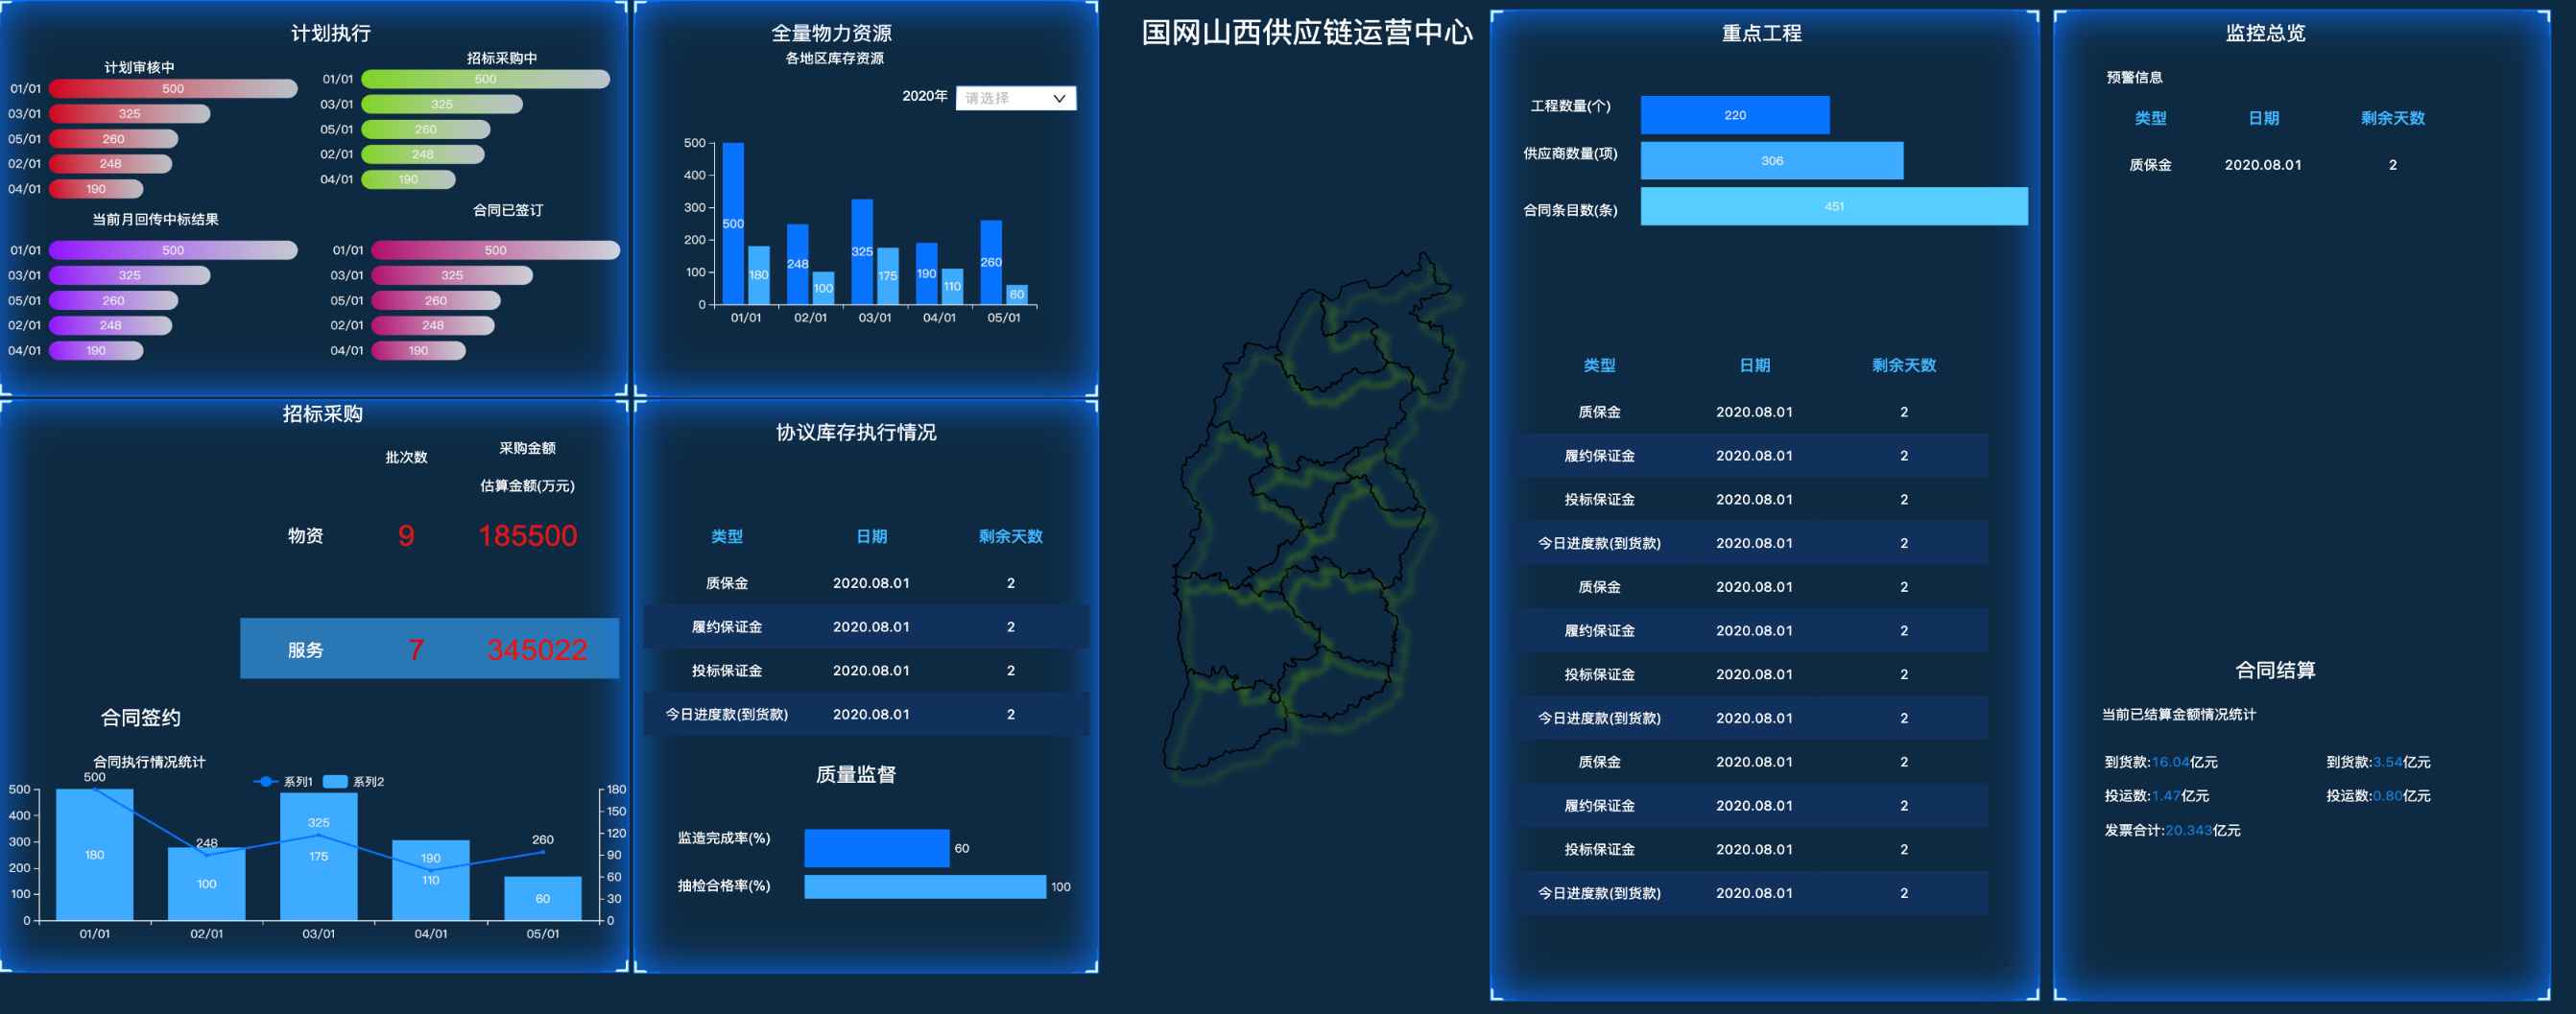 国网山西供应链运营中心
计划执行
计划审核中
01/01 500
03/01 325
05/01 260
02/01 248
04/01 190
招标采购中
01/01 500
03/01 325
05/01 260
02/01 248
04/01 190
当前月回传中标结果
01/01 500
03/01 325
05/01 260
02/01 248
04/01 190
合同已签订
01/01 500
03/01 325
05/01 260
02/01 248
04/01 190
招标采购
批次数
采购金额
估算金额(万元)
物资 9 185500
服务 7 345022
合同签约
合同执行情况统计
系列1 系列2
500
400
300
200
100
0
500
248
325
190
260
180
100
175
110
60
180
150
120
90
60
30
0
01/01 02/01 03/01 04/01 05/01
全量物力资源
各地区库存资源
2020年 请选择
500
400
300
200
100
0
500 180
248 100
325 175
190 110
260 60
01/01 02/01 03/01 04/01 05/01
协议库存执行情况
类型 日期 剩余天数
质保金 2020.08.01 2
履约保证金 2020.08.01 2
投标保证金 2020.08.01 2
今日进度款(到货款) 2020.08.01 2
质量监督
监造完成率(%) 60
抽检合格率(%) 100
重点工程
工程数量(个) 220
供应商数量(项) 306
合同条目数(条) 451
类型 日期 剩余天数
质保金 2020.08.01 2
履约保证金 2020.08.01 2
投标保证金 2020.08.01 2
今日进度款(到货款) 2020.08.01 2
质保金 2020.08.01 2
履约保证金 2020.08.01 2
投标保证金 2020.08.01 2
今日进度款(到货款) 2020.08.01 2
质保金 2020.08.01 2
履约保证金 2020.08.01 2
投标保证金 2020.08.01 2
今日进度款(到货款) 2020.08.01 2
监控总览
预警信息
类型 日期 剩余天数
质保金 2020.08.01 2
合同结算
当前已结算金额情况统计
到货款:16.04亿元 到货款:3.54亿元
投运数:1.47亿元 投运数:0.80亿元
发票合计:20.343亿元